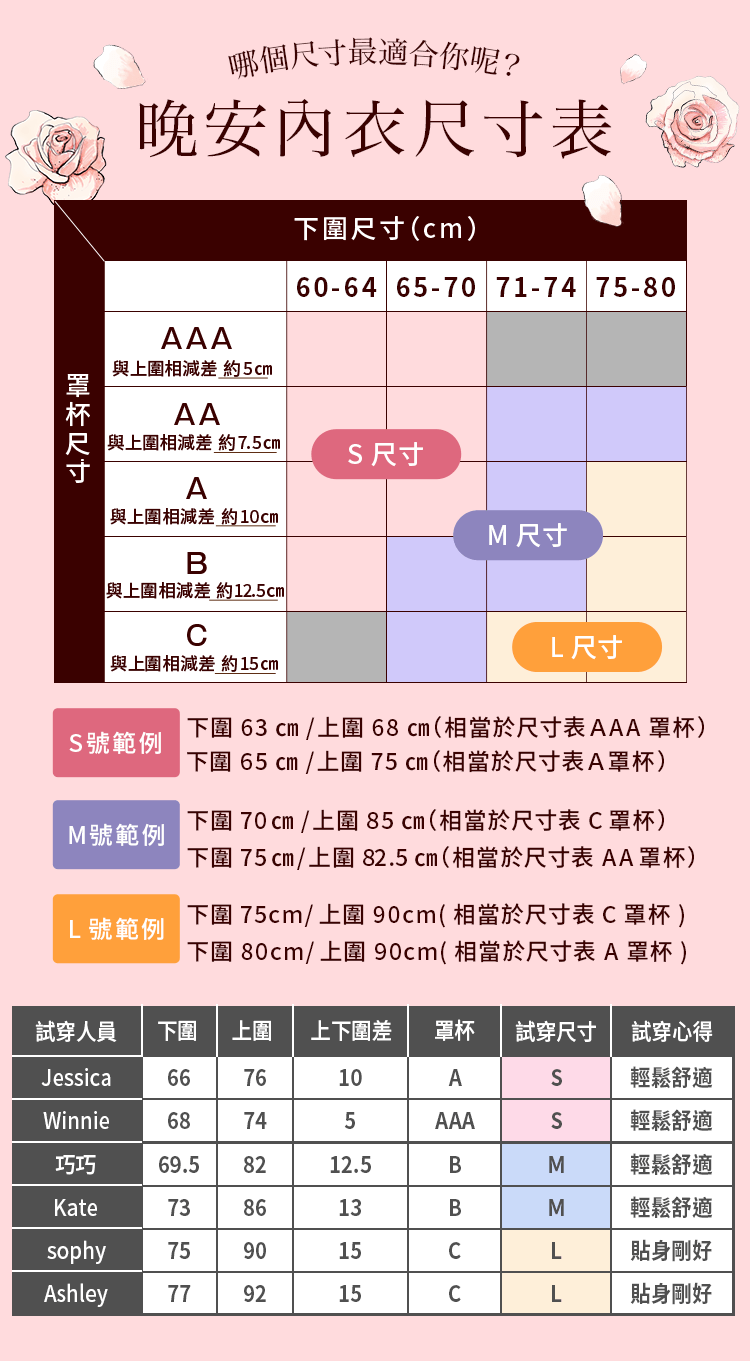 哪個尺寸最適合你呢?
晚安內衣尺寸表
下圍尺寸(cm)
罩杯尺寸
60-64 65-70 71-74 75-80
AAA
與上圍相減差 約5㎝
AA
與上圍相減差 約7.5㎝
S 尺寸
A
與上圍相減差 約10㎝
M 尺寸
B
與上圍相減差 約12.5㎝
C
與上圍相減差 約15㎝
L 尺寸
S號範例
下圍 63 ㎝ /上圍 68 ㎝(相當於尺寸表AAA 罩杯)
下圍 65 ㎝ /上圍 75 ㎝(相當於尺寸表A罩杯)
M號範例
下圍 70㎝ /上圍 85 ㎝(相當於尺寸表 C 罩杯)
下圍 75㎝/上圍 82.5 ㎝(相當於尺寸表 AA 罩杯)
L 號範例
下圍 75cm/ 上圍 90cm( 相當於尺寸表 C 罩杯 )
下圍 80cm/ 上圍 90cm( 相當於尺寸表 A 罩杯 )
試穿人員 下圍 上圍 上下圍差 罩杯 試穿尺寸 試穿心得
Jessica 66 76 10 A S 輕鬆舒適
Winnie 68 74 5 AAA S 輕鬆舒適
巧巧 69.5 82 12.5 B M 輕鬆舒適
Kate 73 86 13 B M 輕鬆舒適
sophy 75 90 15 C L 貼身剛好
Ashley 77 92 15 C L 貼身剛好